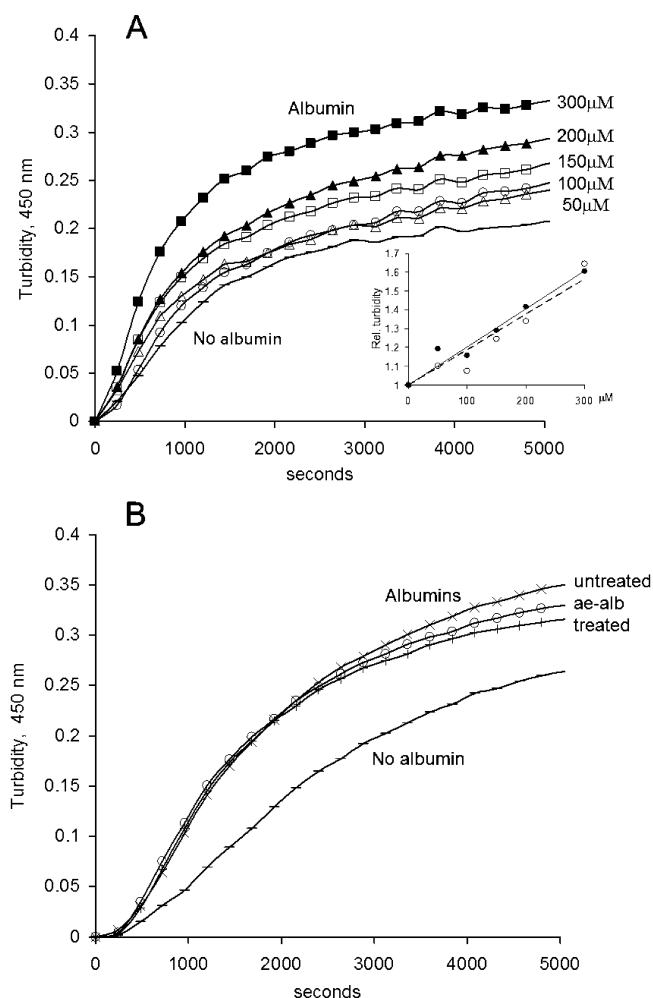 A
0.4
0.35
0.3
0.25
0.2
0.15
0.1
0.05
0
Turbidity, 450 nm
Albumin
No albumin
300μM
200μM
150μM
100μM
50μM
0 1000 2000 3000 4000 5000
seconds
1.7
1.6
1.5
1.4
1.3
1.2
1.1
1
Rel. turbidity
0 100 200 300 μM
B
0.4
0.35
0.3
0.25
0.2
0.15
0.1
0.05
0
Turbidity, 450 nm
Albumins
No albumin
untreated
ae-alb
treated
0 1000 2000 3000 4000 5000
seconds